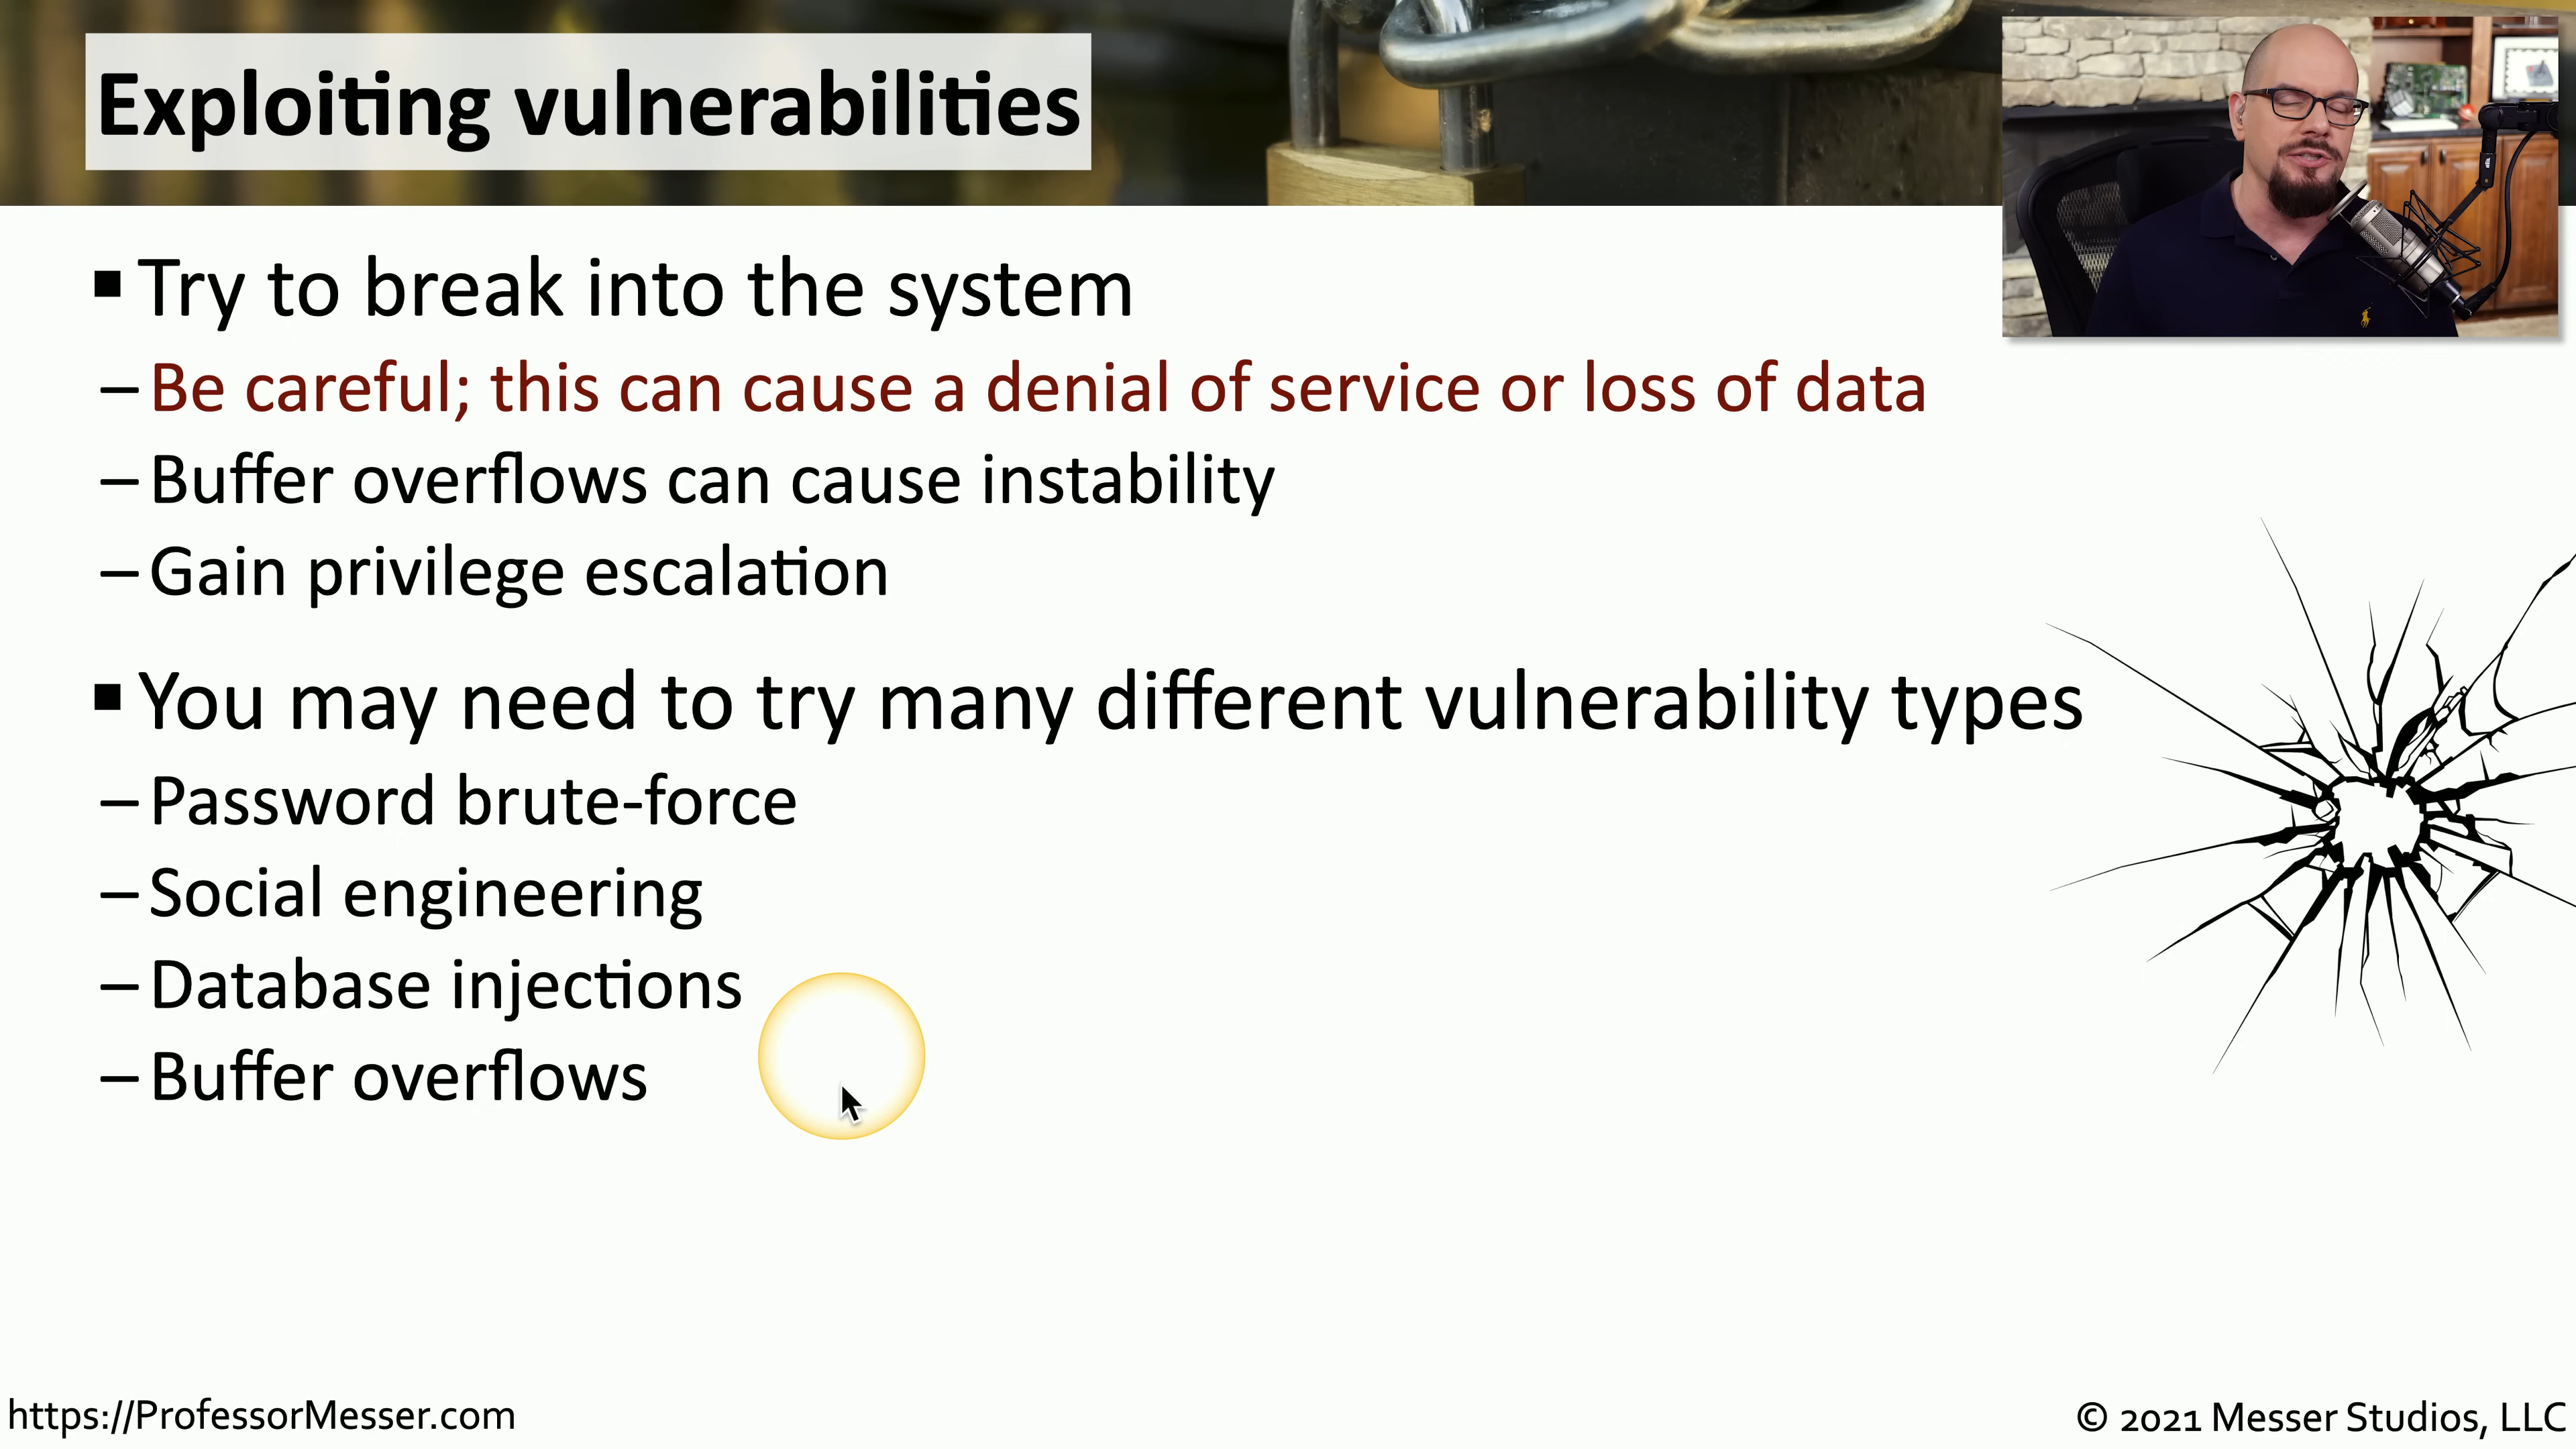 Exploiting vulnerabilities
▪ Try to break into the system
– Be careful; this can cause a denial of service or loss of data
– Buffer overflows can cause instability
– Gain privilege escalation
▪ You may need to try many different vulnerability types
– Password brute-force
– Social engineering
– Database injections
– Buffer overflows
https://ProfessorMesser.com
© 2021 Messer Studios, LLC